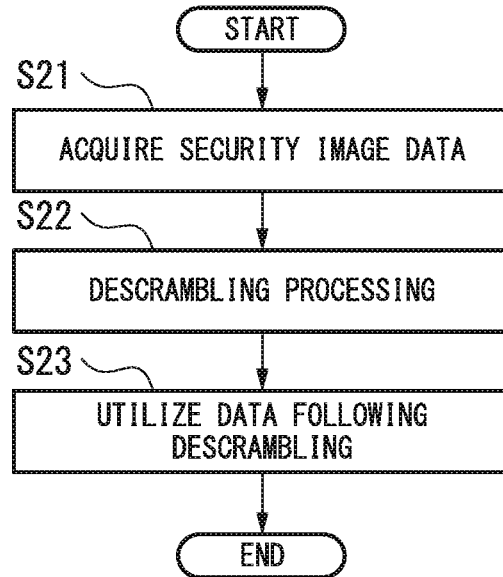 START
S21
ACQUIRE SECURITY IMAGE DATA
S22
DESCRAMBLING PROCESSING
S23
UTILIZE DATA FOLLOWING
DESCRAMBLING
END